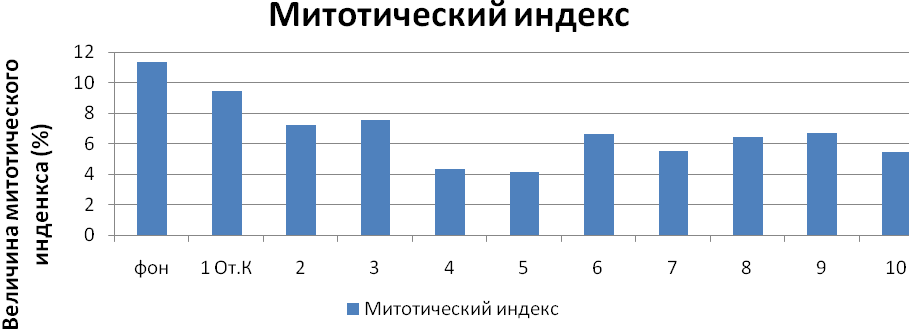 Митотический индекс
Величина митотического
инденкса (%)
12
10
8
6
4
2
0
фон 1 От.К 2 3 4 5 6 7 8 9 10
Митотический индекс